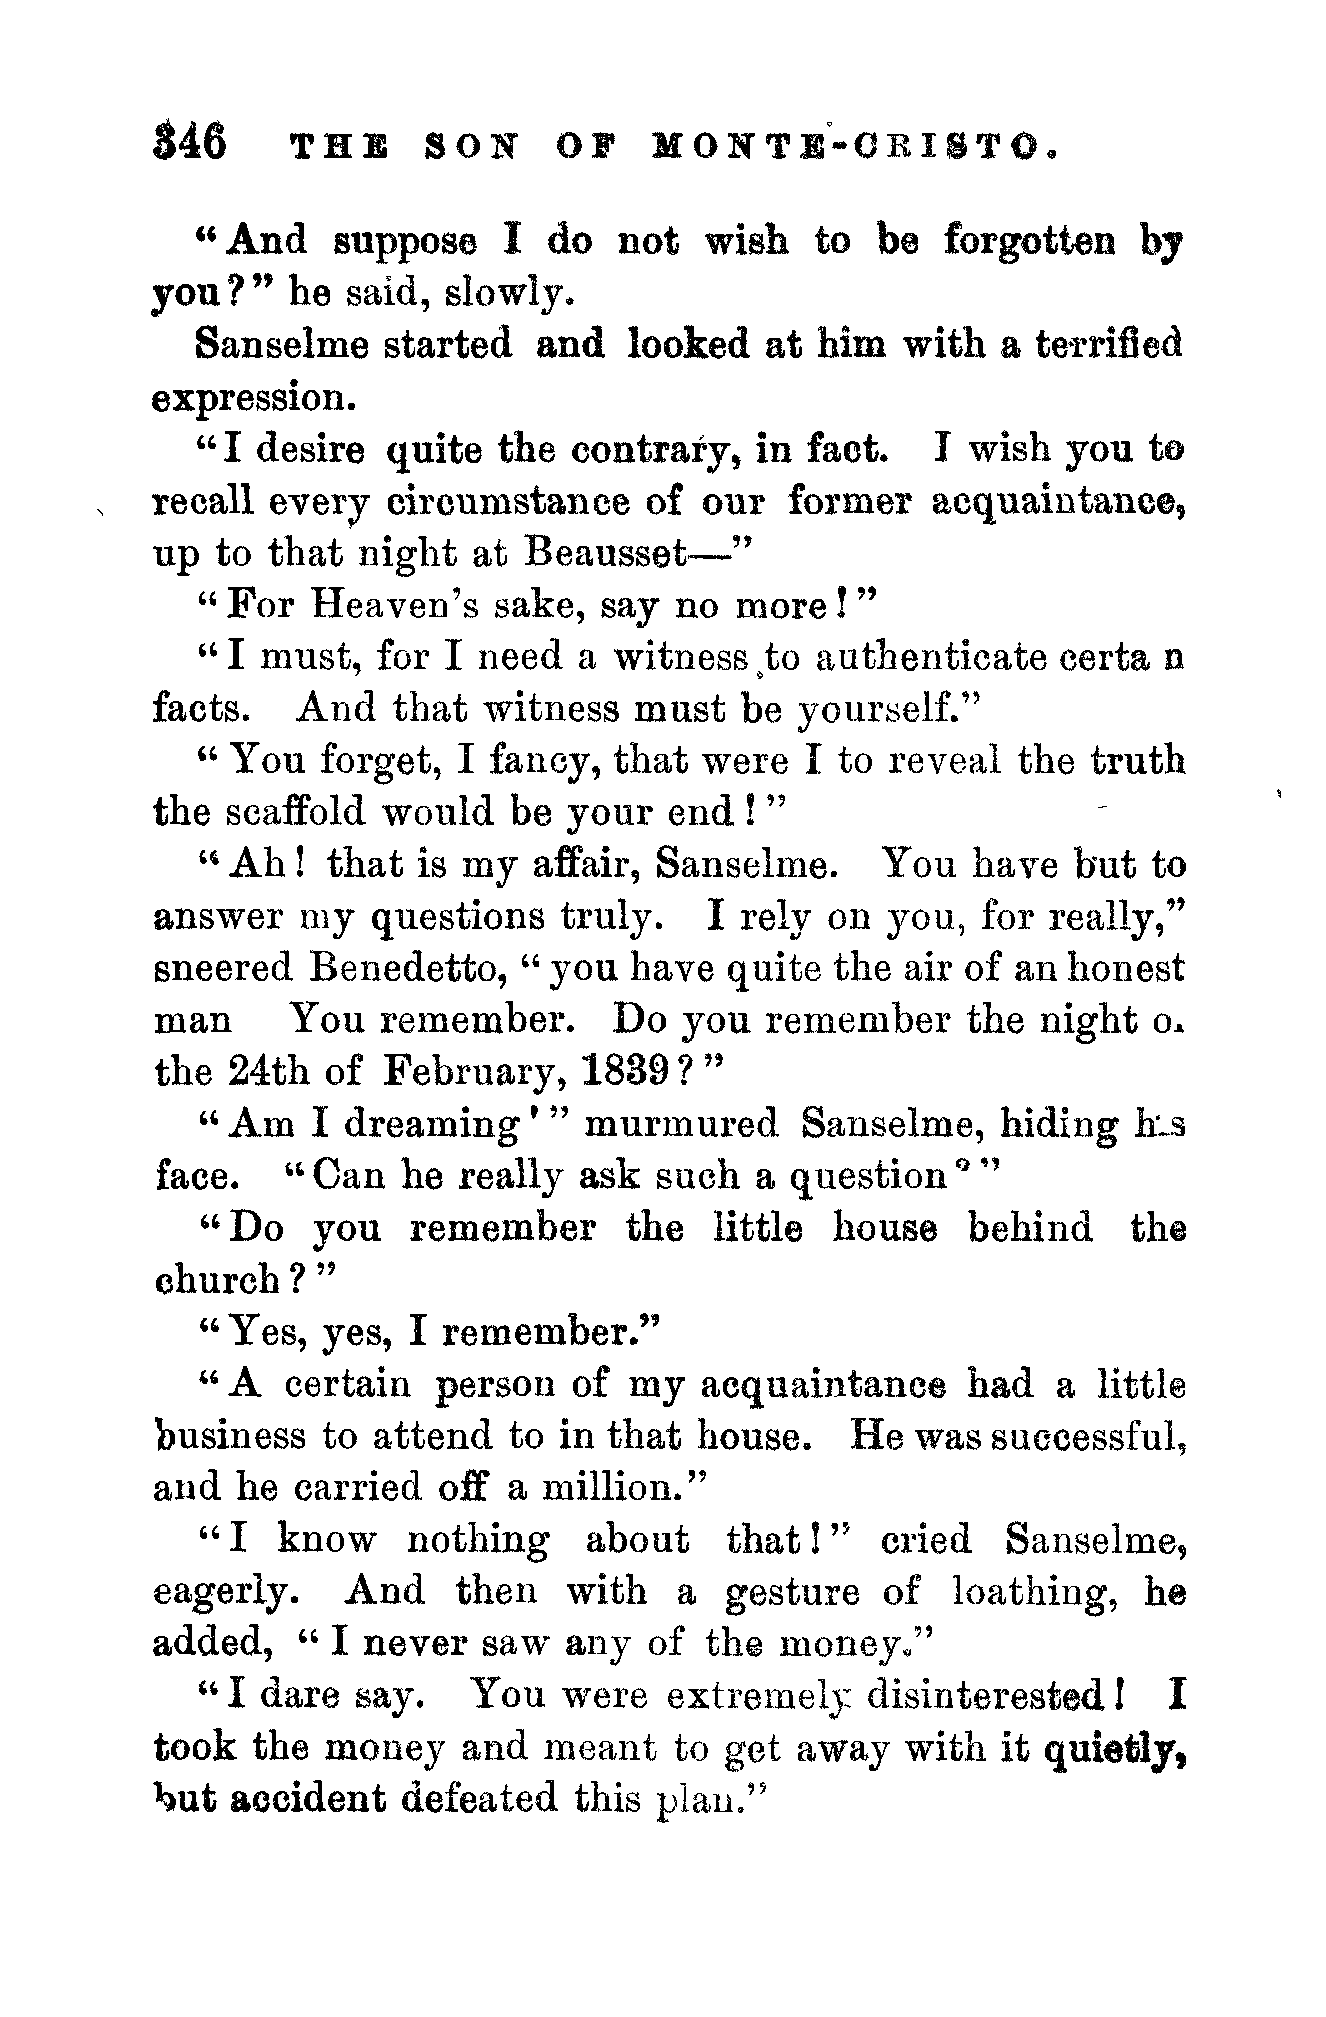 346 THE SON OF MONTE-CRISTO.
"And suppose I do not wish to be forgotten by
you?" he said, slowly.
Sanselme started and looked at him with a terrified
expression.
"I desire quite the contrary, in fact. I wish you to
recall every circumstance of our former acquaintance,
up to that night at Beausset—"
"For Heaven's sake, say no more!"
"I must, for I need a witness to authenticate certa n
facts. And that witness must be yourself."
"You forget, I fancy, that were I to reveal the truth
the scaffold would be your end!"
"Ah! that is my affair, Sanselme. You have but to
answer my questions truly. I rely on you, for really,"
sneered Benedetto, "you have quite the air of an honest
man You remember. Do you remember the night o.
the 24th of February, 1839?"
"Am I dreaming'" murmured Sanselme, hiding his
face. "Can he really ask such a question?"
"Do you remember the little house behind the
church?"
"Yes, yes, I remember."
"A certain person of my acquaintance had a little
business to attend to in that house. He was successful,
and he carried off a million."
"I know nothing about that!" cried Sanselme,
eagerly. And then with a gesture of loathing, he
added, "I never saw any of the money."
"I dare say. You were extremely disinterested! I
took the money and meant to get away with it quietly,
but accident defeated this plan."